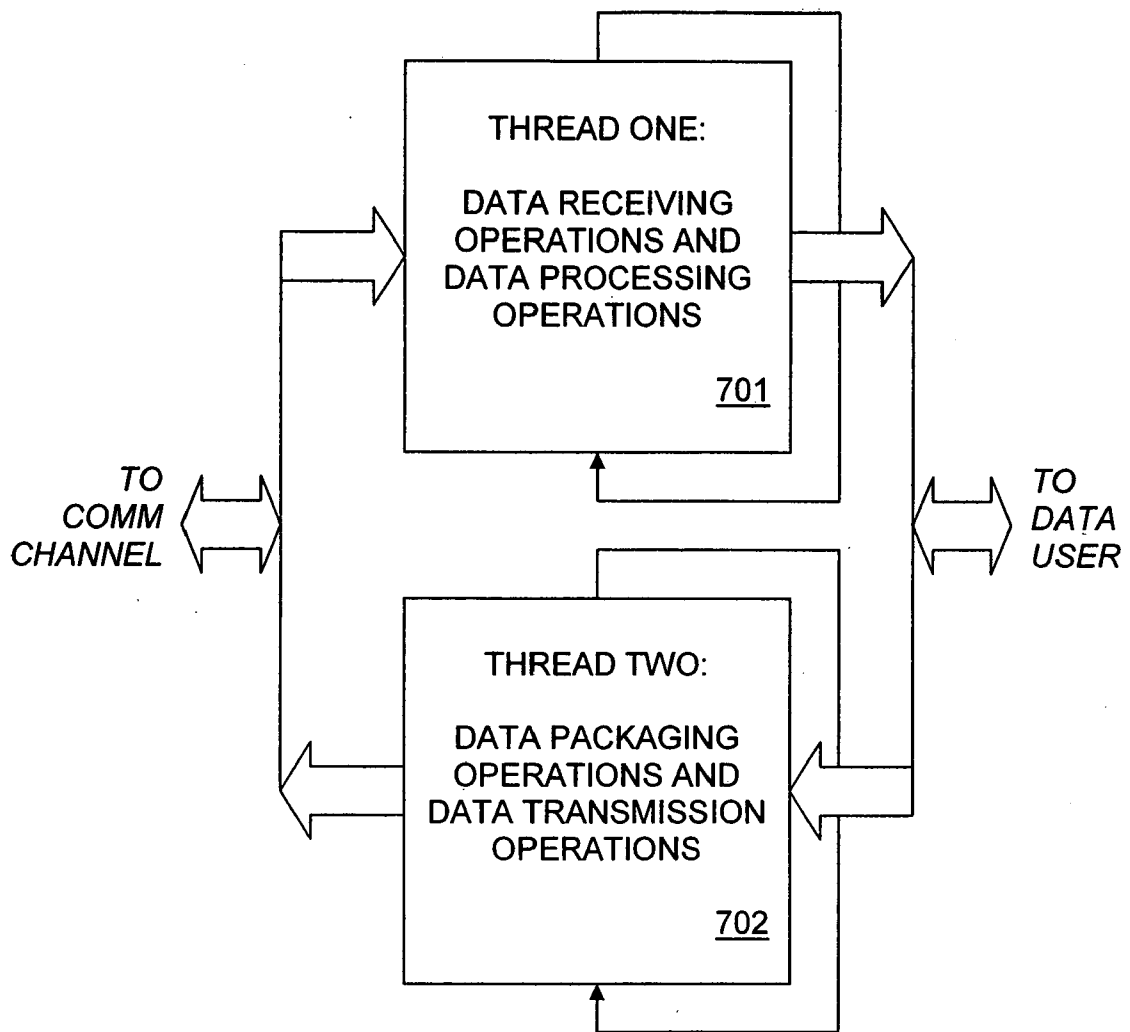 THREAD ONE:
DATA RECEIVING
OPERATIONS AND
DATA PROCESSING
OPERATIONS
701
TO
COMM
CHANNEL
TO
DATA
USER
THREAD TWO:
DATA PACKAGING
OPERATIONS AND
DATA TRANSMISSION
OPERATIONS
702